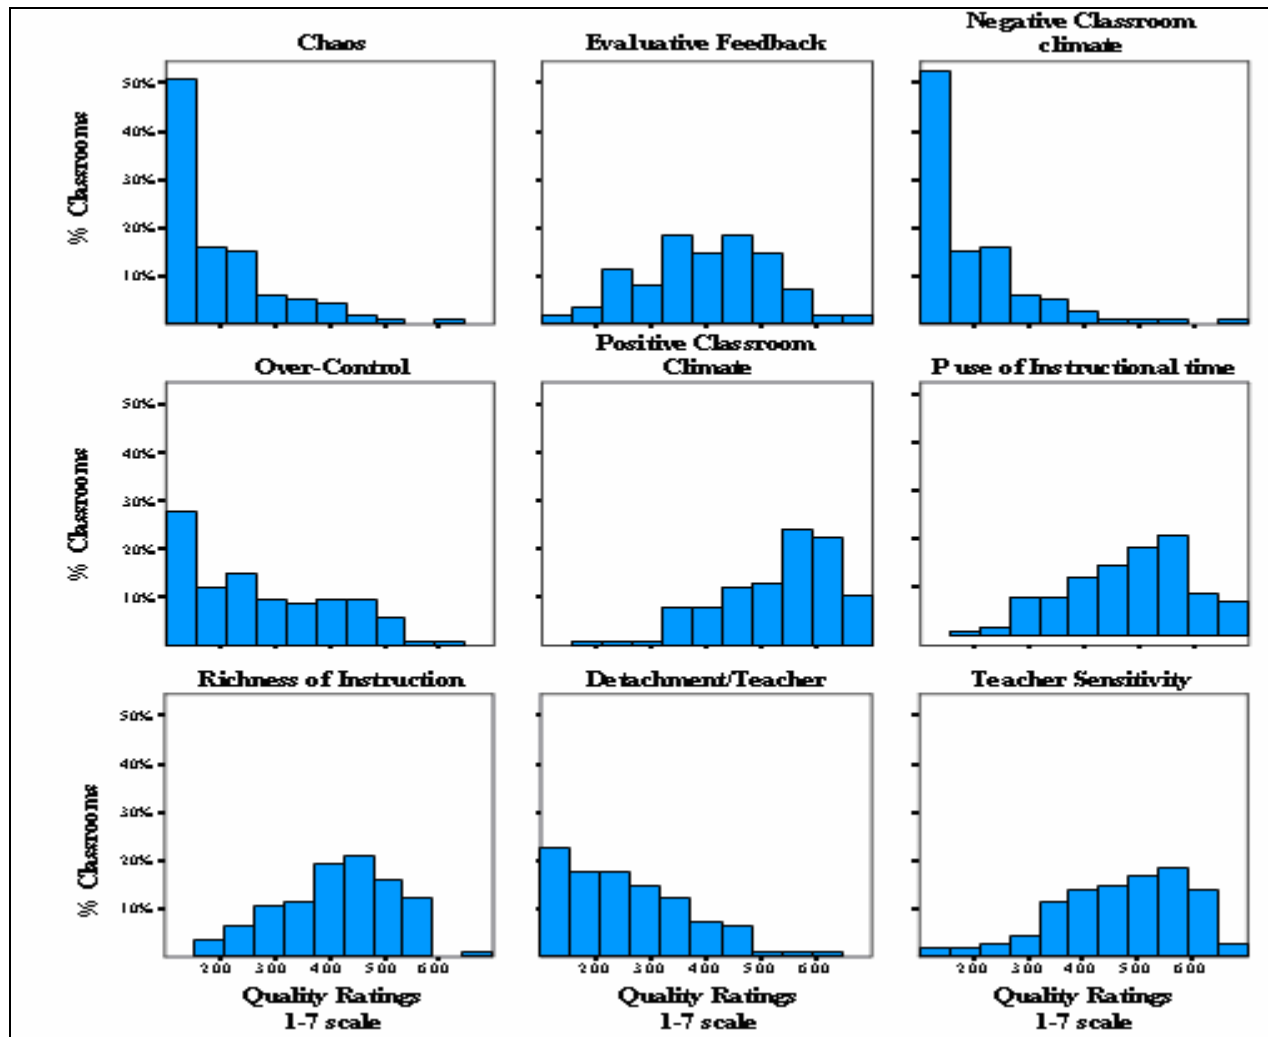 Chaos
Evaluative Feedback
Negative Classroom
climate
50%
40%
30%
20%
10%
% Classrooms
Over-Control
Positive Classroom
Climate
P use of Instructional time
50%
40%
30%
20%
10%
% Classrooms
Richness of Instruction
Detachment/Teacher
Teacher Sensitivity
50%
40%
30%
20%
10%
% Classrooms
200 300 400 500 600
200 300 400 500 600
200 300 400 500 600
Quality Ratings
1-7 scale
Quality Ratings
1-7 scale
Quality Ratings
1-7 scale